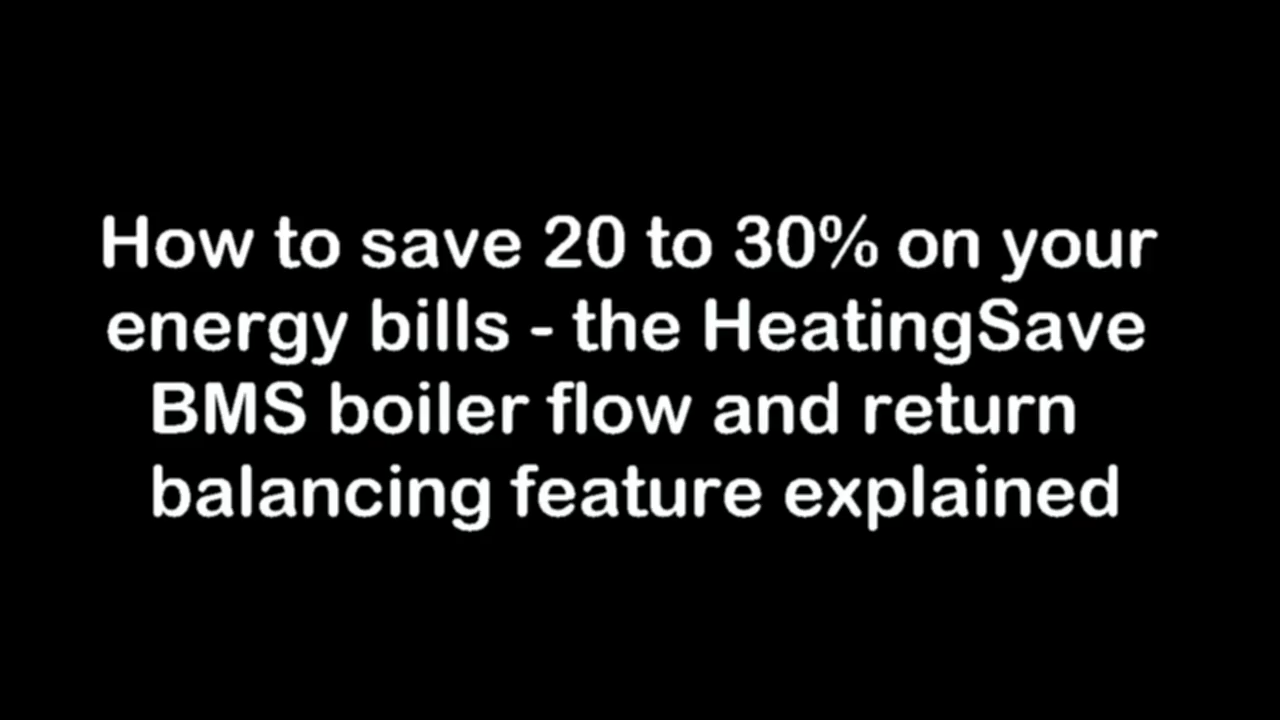 How to save 20 to 30% on your
energy bills - the HeatingSave
BMS boiler flow and return
balancing feature explained